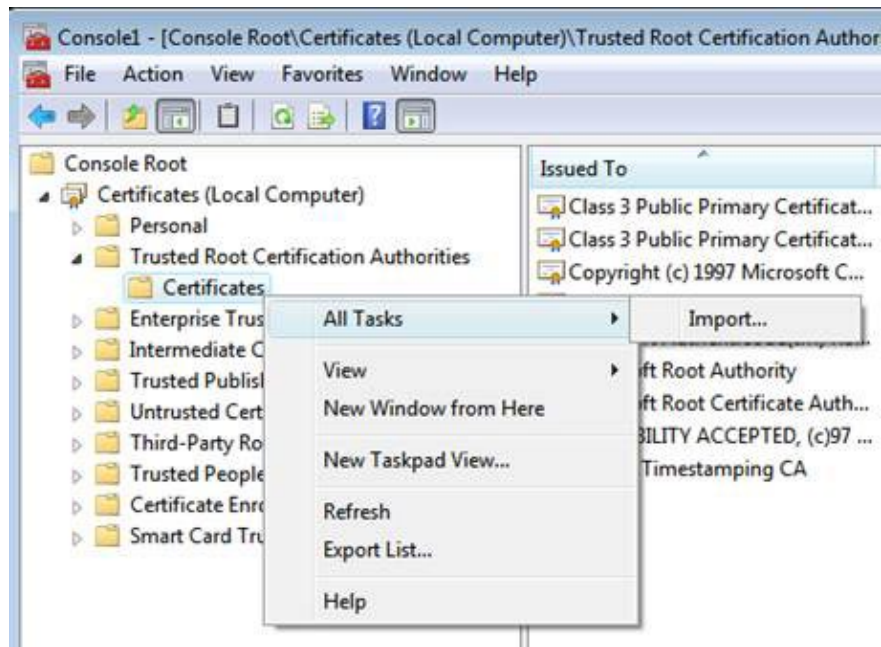 Console1 - [Console Root\Certificates (Local Computer)\Trusted Root Certification Author
File Action View Favorites Window Help
Console Root
Certificates (Local Computer)
Personal
Trusted Root Certification Authorities
Certificates
Enterprise Trus
Intermediate C
Trusted Publis
Untrusted Cert
Third-Party Ro
Trusted People
Certificate Enro
Smart Card Tru
All Tasks
View
New Window from Here
New Taskpad View...
Refresh
Export List...
Help
Import...
Issued To
Class 3 Public Primary Certificat...
Class 3 Public Primary Certificat...
Copyright (c) 1997 Microsoft C...
ft Root Authority
ft Root Certificate Auth...
BILITY ACCEPTED, (c)97 ...
Timestamping CA